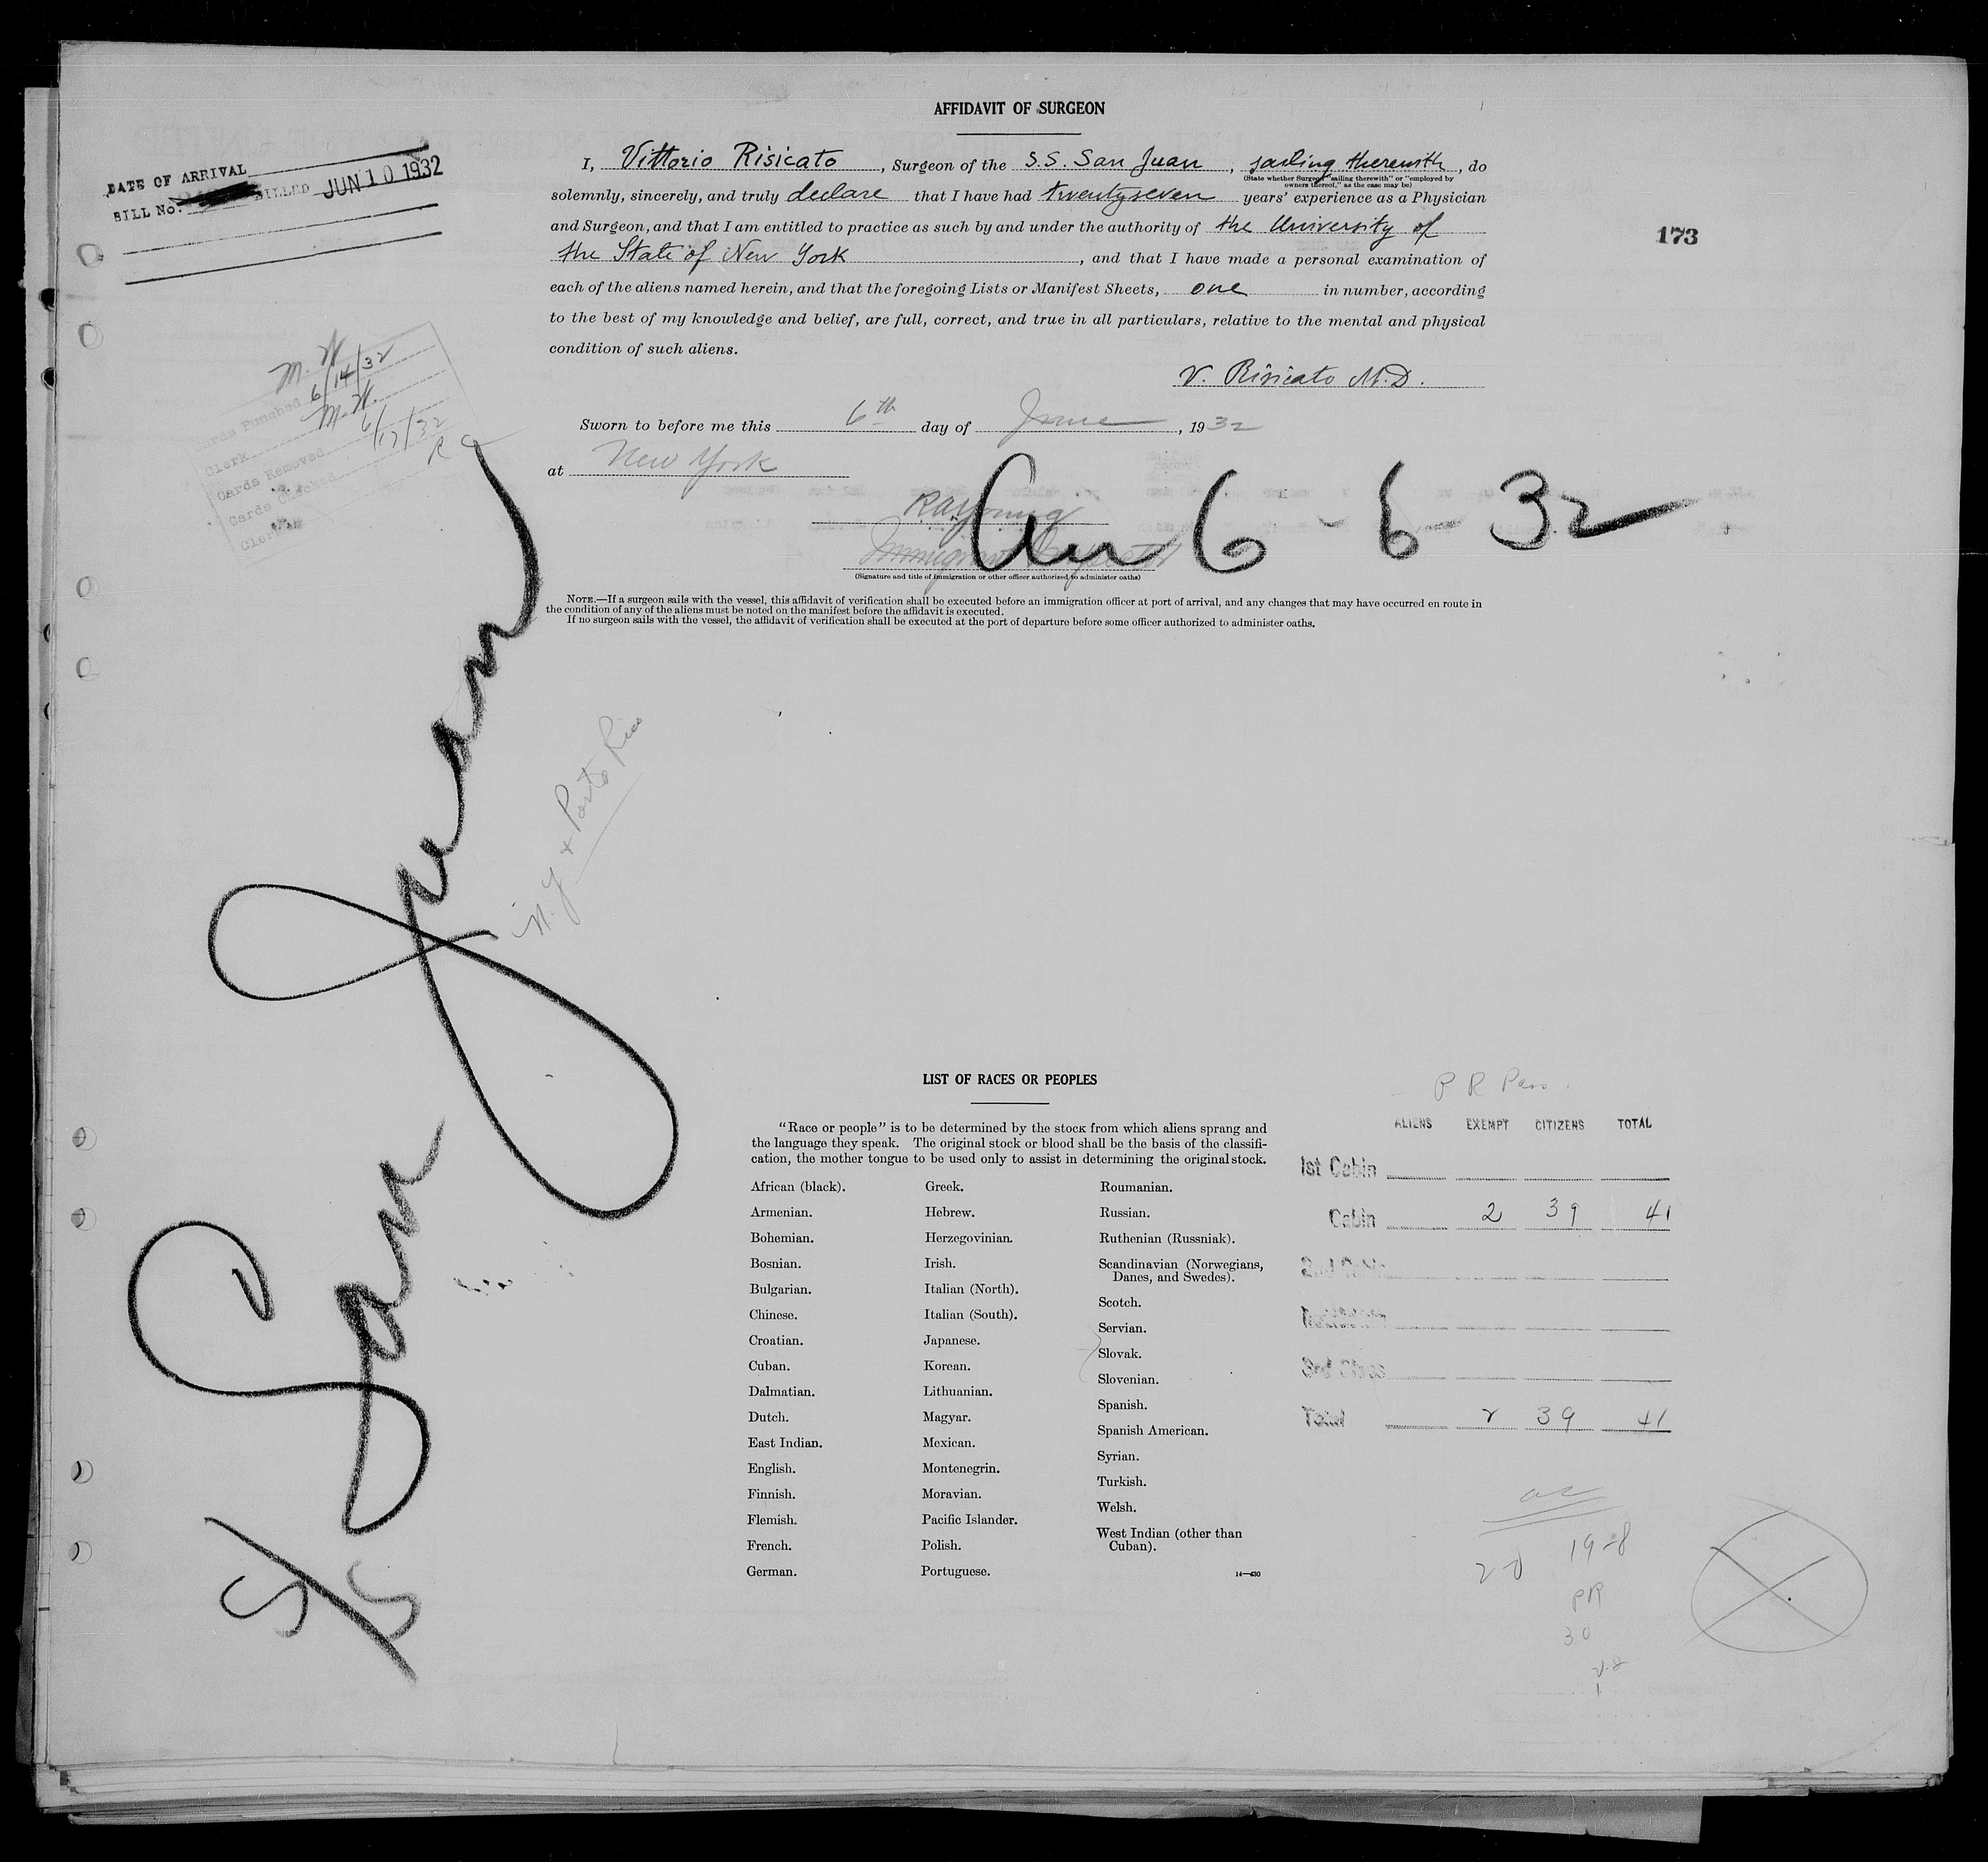 AFFIDAVIT OF SURGEON
DATE OF ARRIVAL
BILL No. BILLED JUN 10 1932
173
I, Vittorio Risicato, Surgeon of the S.S. San Juan, sailing therewith, do
(State whether Surgeon "sailing therewith" or "employed by
owners thereof," as the case may be)
solemnly, sincerely, and truly declare that I have had twentyseven years' experience as a Physician
and Surgeon, and that I am entitled to practice as such by and under the authority of the University of
the State of New York, and that I have made a personal examination of
each of the aliens named herein, and that the foregoing Lists or Manifest Sheets, one in number, according
to the best of my knowledge and belief, are full, correct, and true in all particulars, relative to the mental and physical
condition of such aliens.
V. Risicato M.D.
Sworn to before me this 6th day of June, 1932
at New York
RAYoung
Immigrant Inspector
(Signature and title of immigration or other officer authorized to administer oaths)
NOTE.—If a surgeon sails with the vessel, this affidavit of verification shall be executed before an immigration officer at port of arrival, and any changes that may have occurred en route in
the condition of any of the aliens must be noted on the manifest before the affidavit is executed.
If no surgeon sails with the vessel, the affidavit of verification shall be executed at the port of departure before some officer authorized to administer oaths.
6-6-32
M. W.
Cards Punched 6/14/32
Clerk M. W.
Cards Removed 6/17/32
Cards Checked
Clerk
S/S San Juan
N.Y & Porto Rico
LIST OF RACES OR PEOPLES
"Race or people" is to be determined by the stock from which aliens sprang and
the language they speak. The original stock or blood shall be the basis of the classifi-
cation, the mother tongue to be used only to assist in determining the original stock.
African (black).
Armenian.
Bohemian.
Bosnian.
Bulgarian.
Chinese.
Croatian.
Cuban.
Dalmatian.
Dutch.
East Indian.
English.
Finnish.
Flemish.
French.
German.
Greek.
Hebrew.
Herzegovinian.
Irish.
Italian (North).
Italian (South).
Japanese.
Korean.
Lithuanian.
Magyar.
Mexican.
Montenegrin.
Moravian.
Pacific Islander.
Polish.
Portuguese.
Roumanian.
Russian.
Ruthenian (Russniak).
Scandinavian (Norwegians,
Danes, and Swedes).
Scotch.
Servian.
Slovak.
Slovenian.
Spanish.
Spanish American.
Syrian.
Turkish.
Welsh.
West Indian (other than
Cuban).
14—430
P R Pass
ALIENS EXEMPT CITIZENS TOTAL
1st Cabin
Cabin 2 39 41
2nd Cabin
3rd Class
Total 2 39 41
PR
30